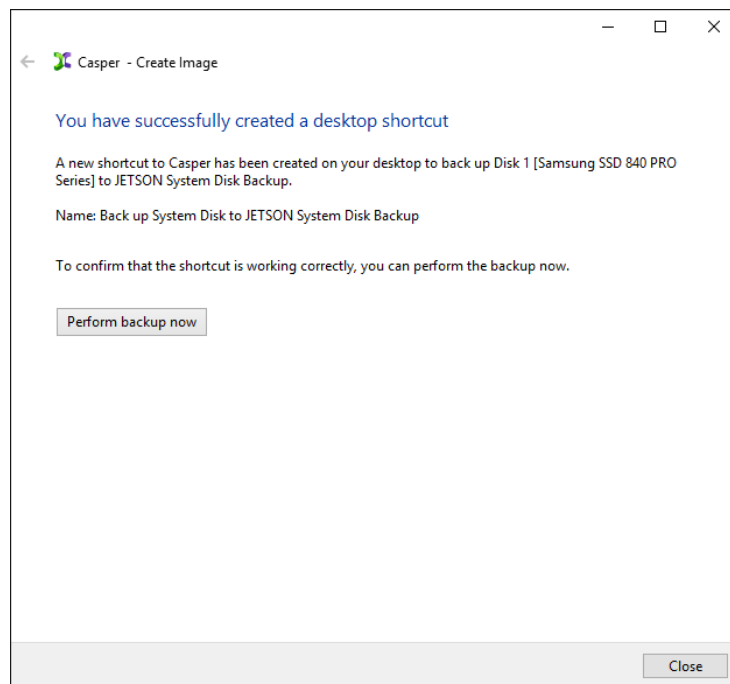 Casper - Create Image
You have successfully created a desktop shortcut
A new shortcut to Casper has been created on your desktop to back up Disk 1 [Samsung SSD 840 PRO
Series] to JETSON System Disk Backup.
Name: Back up System Disk to JETSON System Disk Backup
To confirm that the shortcut is working correctly, you can perform the backup now.
Perform backup now
Close